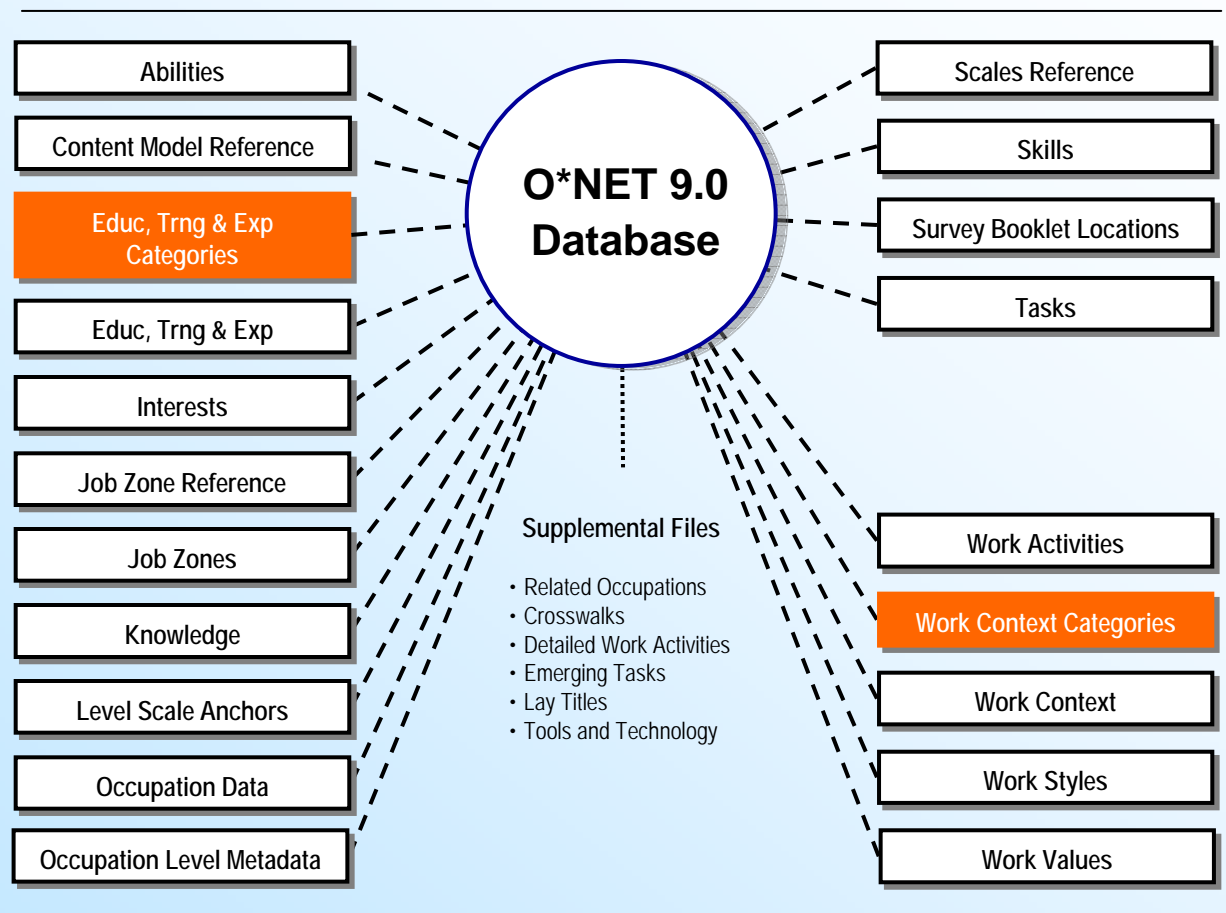 Abilities
Content Model Reference
Educ, Trng & Exp
Categories
Educ, Trng & Exp
Interests
Job Zone Reference
Job Zones
Knowledge
Level Scale Anchors
Occupation Data
Occupation Level Metadata
O*NET 9.0
Database
Supplemental Files
• Related Occupations
• Crosswalks
• Detailed Work Activities
• Emerging Tasks
• Lay Titles
• Tools and Technology
Scales Reference
Skills
Survey Booklet Locations
Tasks
Work Activities
Work Context Categories
Work Context
Work Styles
Work Values